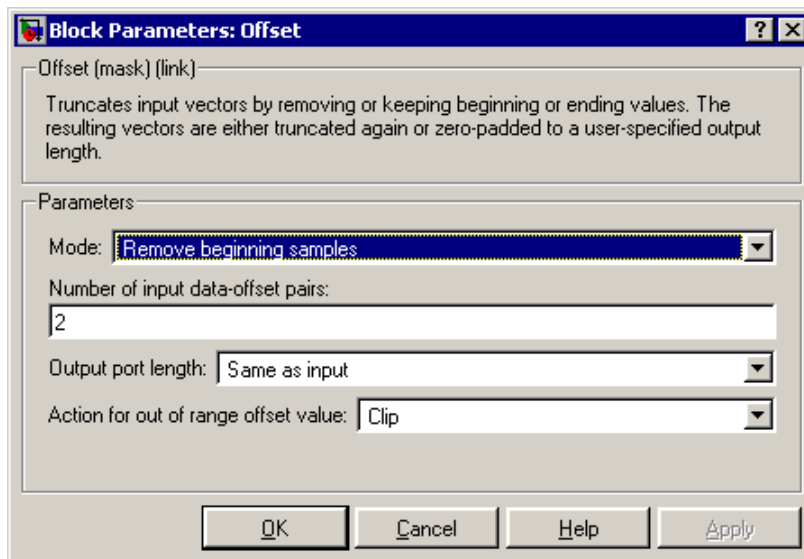 Block Parameters: Offset
Offset (mask) (link)
Truncates input vectors by removing or keeping beginning or ending values. The
resulting vectors are either truncated again or zero-padded to a user-specified output
length.
Parameters
Mode: Remove beginning samples
Number of input data-offset pairs:
2
Output port length: Same as input
Action for out of range offset value: Clip
OK Cancel Help Apply